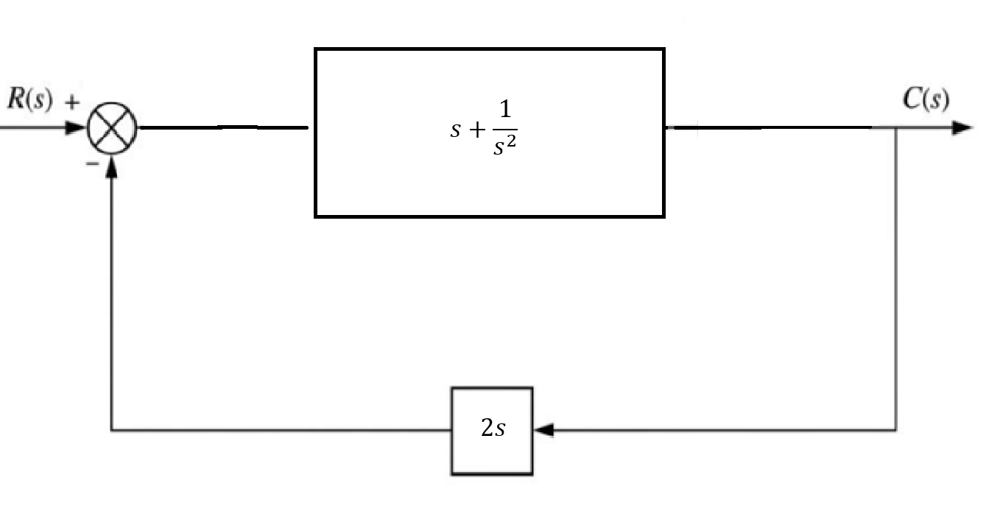 R(s) + C(s)
s + 1/s²
−
2s